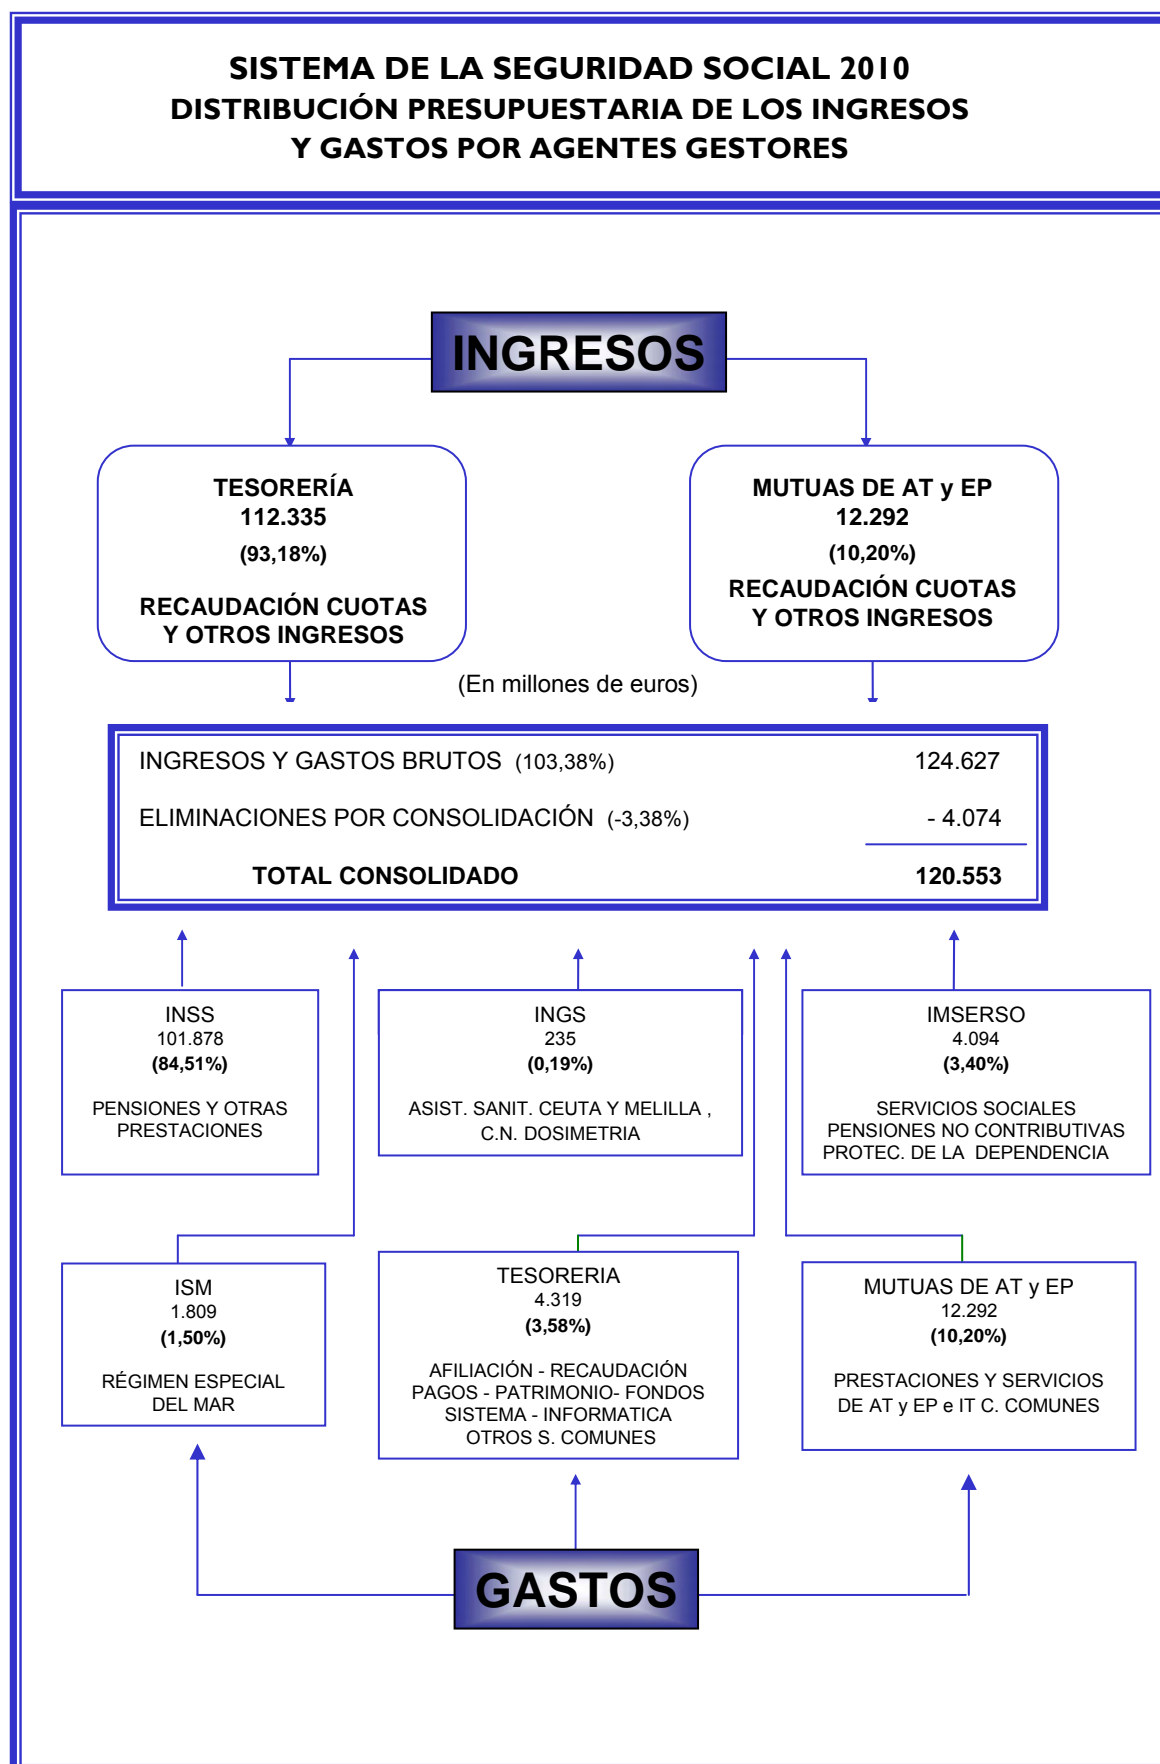 SISTEMA DE LA SEGURIDAD SOCIAL 2010
DISTRIBUCIÓN PRESUPUESTARIA DE LOS INGRESOS
Y GASTOS POR AGENTES GESTORES
INGRESOS
TESORERÍA
112.335
(93,18%)
RECAUDACIÓN CUOTAS
Y OTROS INGRESOS
MUTUAS DE AT y EP
12.292
(10,20%)
RECAUDACIÓN CUOTAS
Y OTROS INGRESOS
(En millones de euros)
INGRESOS Y GASTOS BRUTOS (103,38%) 124.627
ELIMINACIONES POR CONSOLIDACIÓN (-3,38%) - 4.074
TOTAL CONSOLIDADO 120.553
INSS
101.878
(84,51%)
PENSIONES Y OTRAS
PRESTACIONES
INGS
235
(0,19%)
ASIST. SANIT. CEUTA Y MELILLA ,
C.N. DOSIMETRIA
IMSERSO
4.094
(3,40%)
SERVICIOS SOCIALES
PENSIONES NO CONTRIBUTIVAS
PROTEC. DE LA DEPENDENCIA
ISM
1.809
(1,50%)
RÉGIMEN ESPECIAL
DEL MAR
TESORERIA
4.319
(3,58%)
AFILIACIÓN - RECAUDACIÓN
PAGOS - PATRIMONIO- FONDOS
SISTEMA - INFORMATICA
OTROS S. COMUNES
MUTUAS DE AT y EP
12.292
(10,20%)
PRESTACIONES Y SERVICIOS
DE AT y EP e IT C. COMUNES
GASTOS